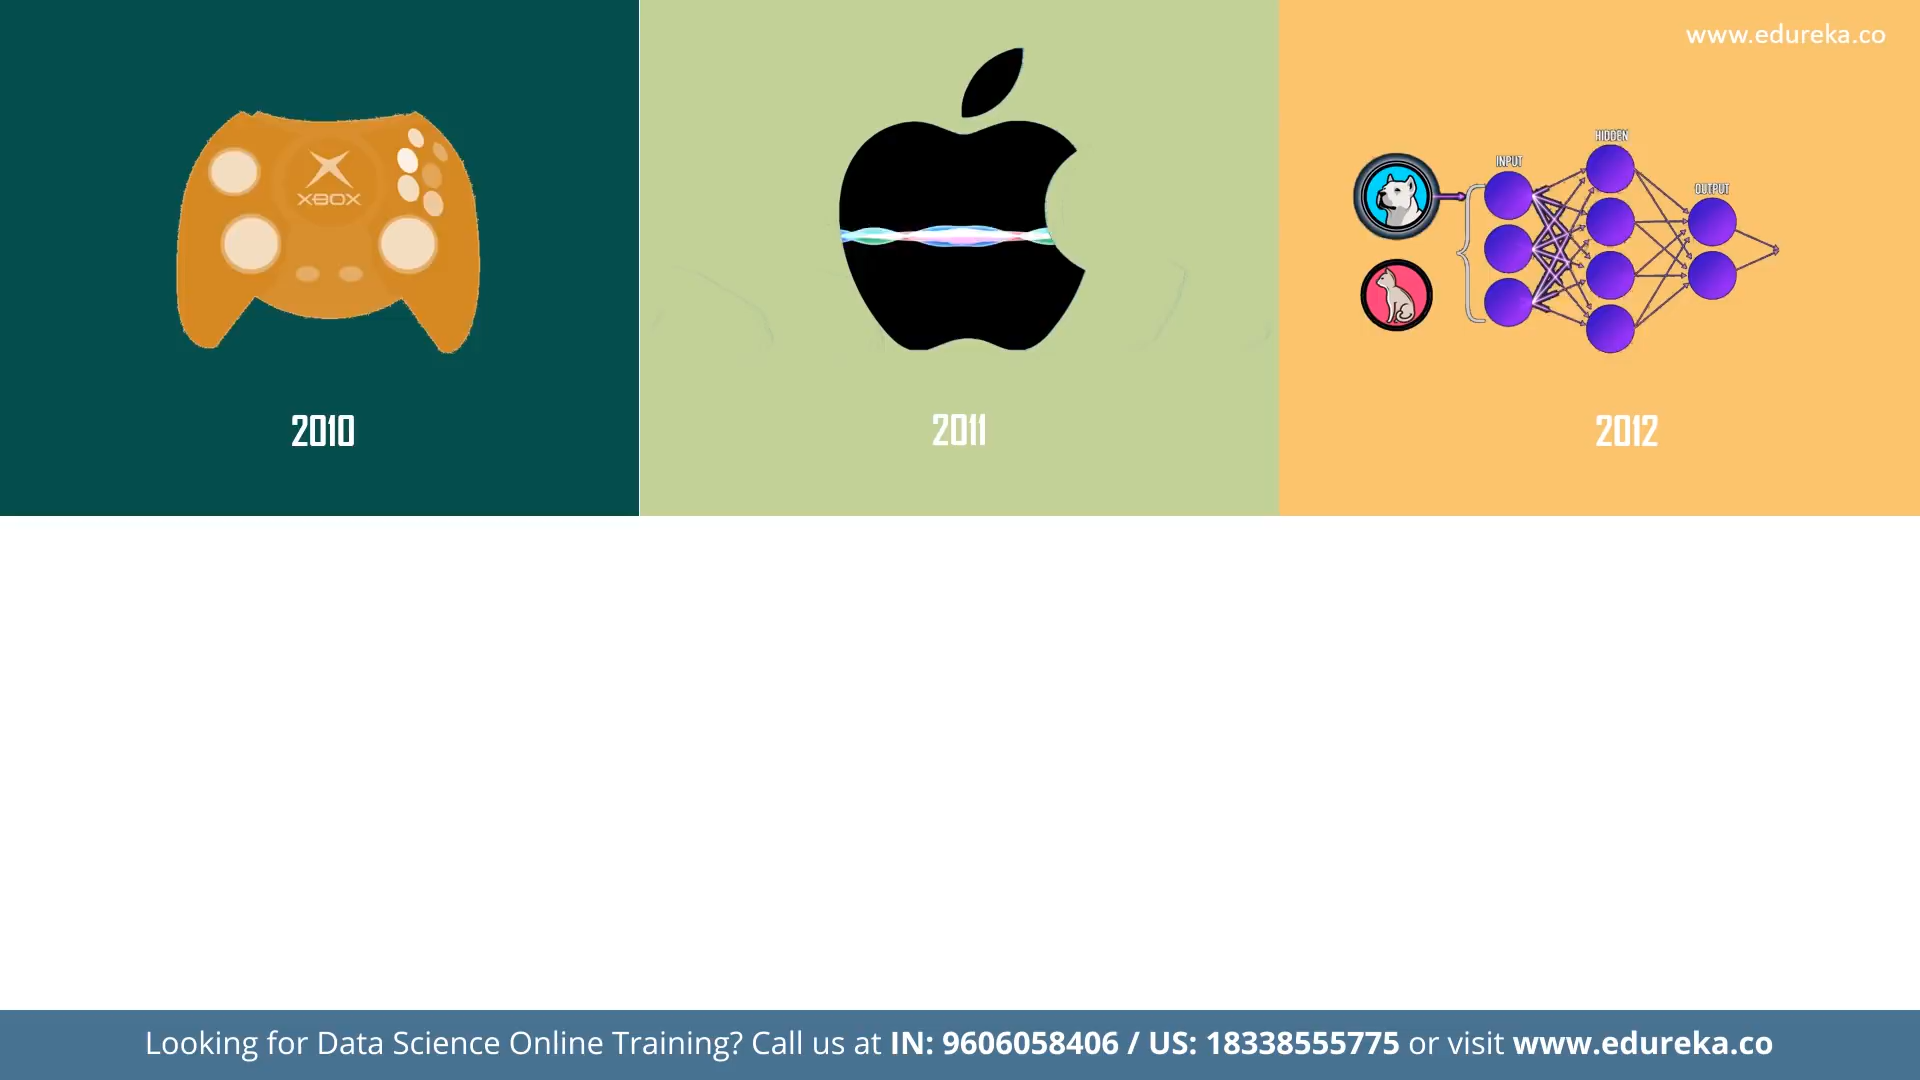 www.edureka.co
XBOX
HIDDEN
INPUT
OUTPUT
2010
2011
2012
Looking for Data Science Online Training? Call us at IN: 9606058406 / US: 18338555775 or visit www.edureka.co